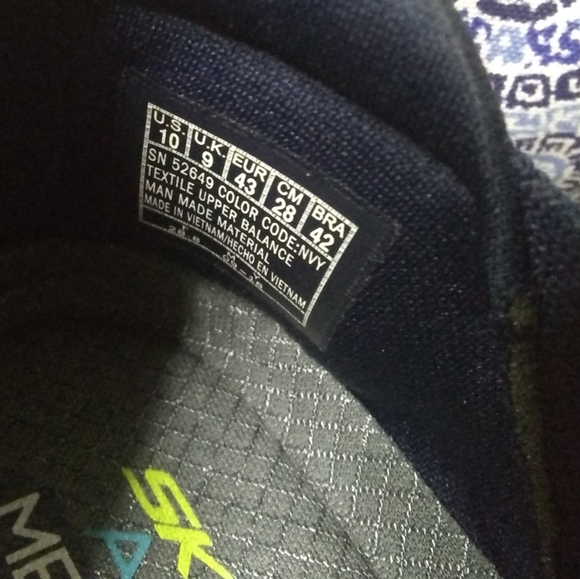 U.S. U.K. EUR CM BRA
10 9 43 28 42
SN 52649 COLOR CODE:NVY
TEXTILE UPPER BALANCE
MAN MADE MATERIAL
MADE IN VIETNAM/HECHO EN VIETNAM
SK
ME